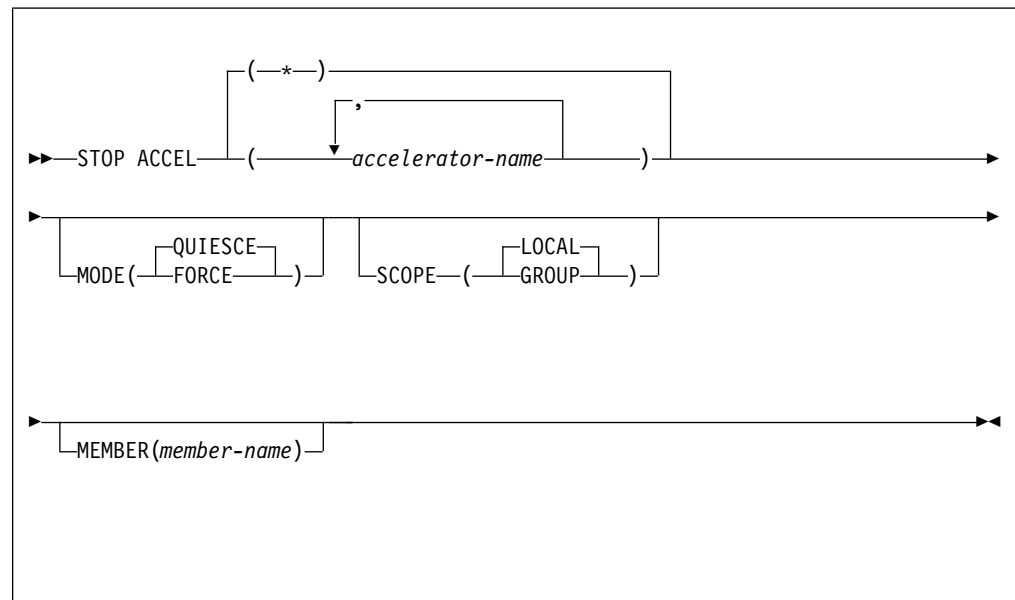 ( * )
,
STOP ACCEL ( accelerator-name )
QUIESCE LOCAL
MODE( FORCE ) SCOPE ( GROUP )
MEMBER(member-name)